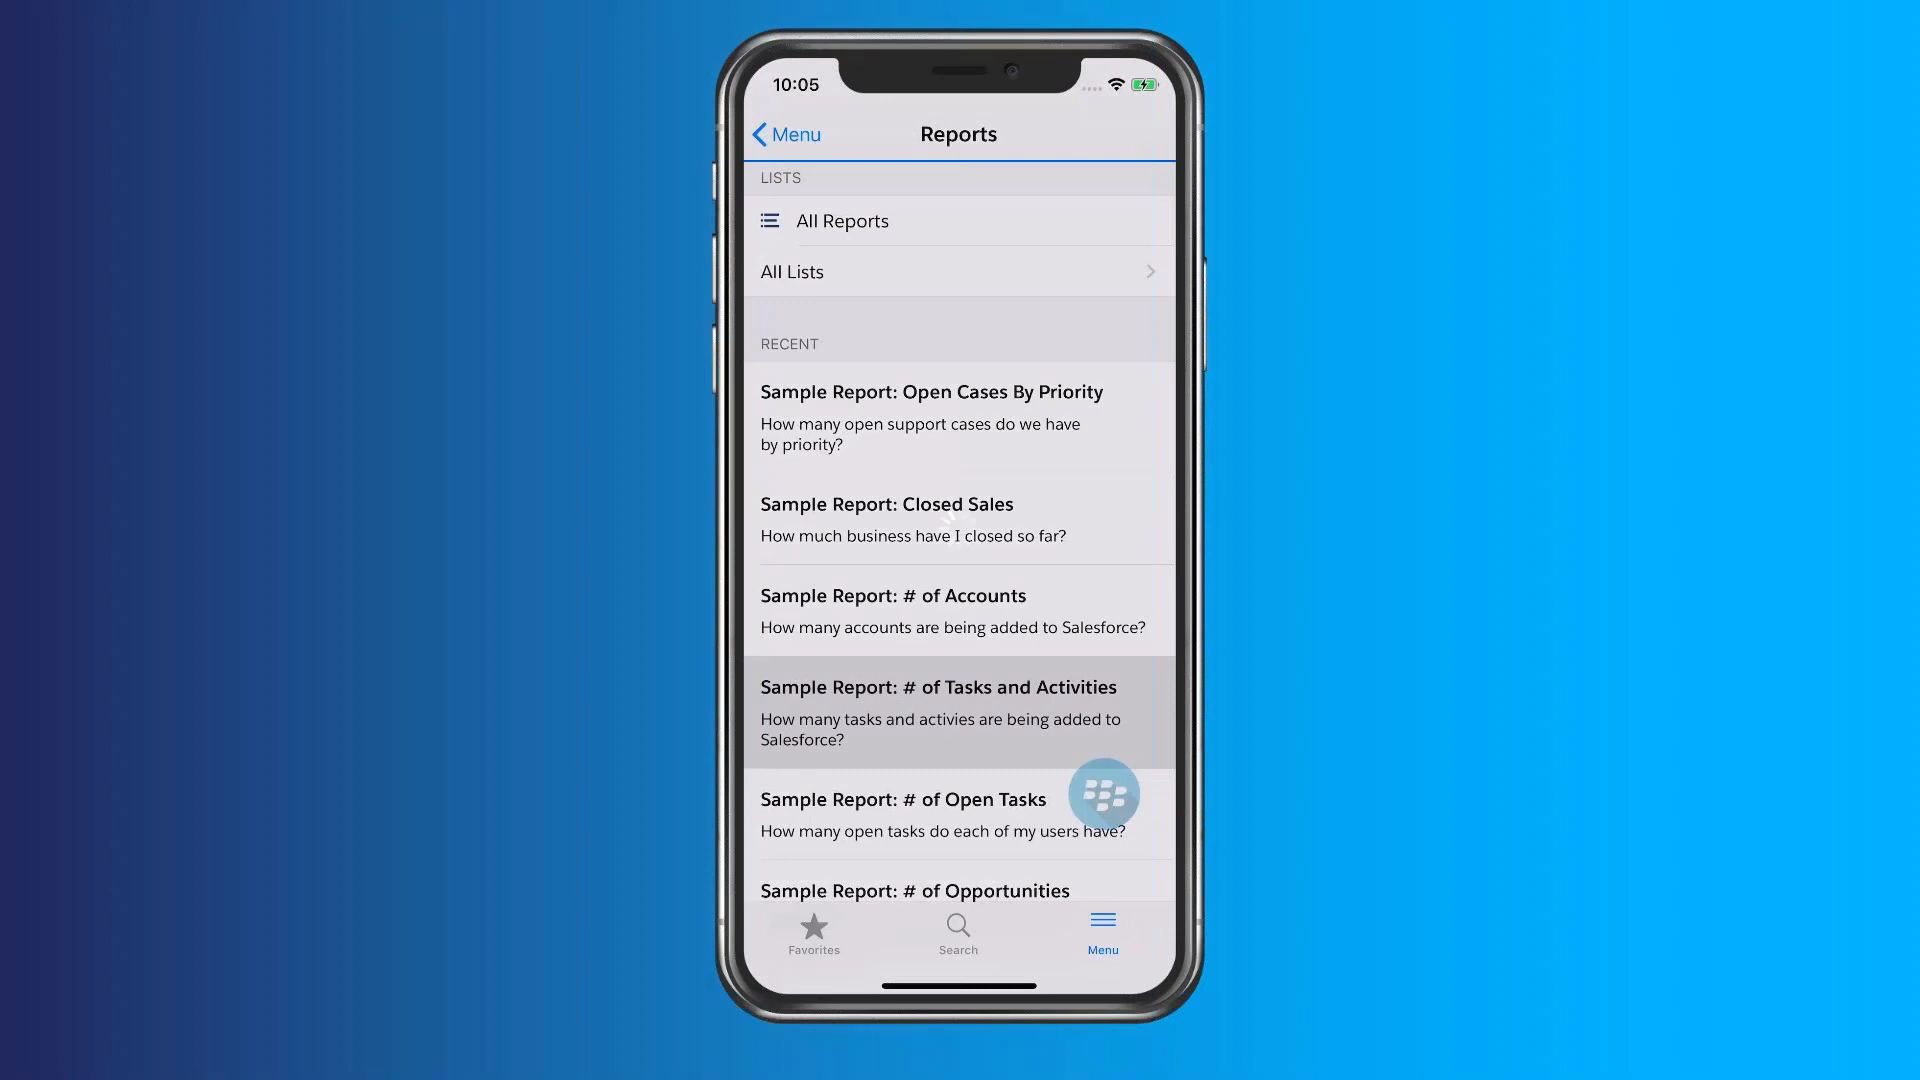 10:05
Menu
Reports
LISTS
All Reports
All Lists
RECENT
Sample Report: Open Cases By Priority
How many open support cases do we have
by priority?
Sample Report: Closed Sales
How much business have I closed so far?
Sample Report: # of Accounts
How many accounts are being added to Salesforce?
Sample Report: # of Tasks and Activities
How many tasks and activies are being added to
Salesforce?
Sample Report: # of Open Tasks
How many open tasks do each of my users have?
Sample Report: # of Opportunities
Favorites
Search
Menu